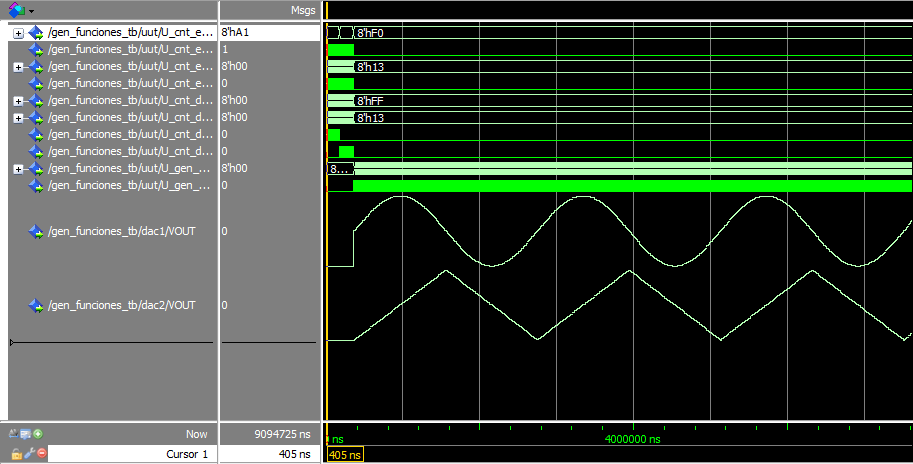 Msgs
/gen_funciones_tb/uut/U_cnt_e... 8'hA1 8'hF0
/gen_funciones_tb/uut/U_cnt_e... 1
/gen_funciones_tb/uut/U_cnt_e... 8'h00 8'h13
/gen_funciones_tb/uut/U_cnt_e... 0
/gen_funciones_tb/uut/U_cnt_d... 8'h00 8'hFF
/gen_funciones_tb/uut/U_cnt_d... 8'h00 8'h13
/gen_funciones_tb/uut/U_cnt_d... 0
/gen_funciones_tb/uut/U_cnt_d... 0
/gen_funciones_tb/uut/U_gen_... 8'h00 8...
/gen_funciones_tb/uut/U_gen_... 0
/gen_funciones_tb/dac1/VOUT 0
/gen_funciones_tb/dac2/VOUT 0
Now 9094725 ns ns 4000000 ns
Cursor 1 405 ns 405 ns